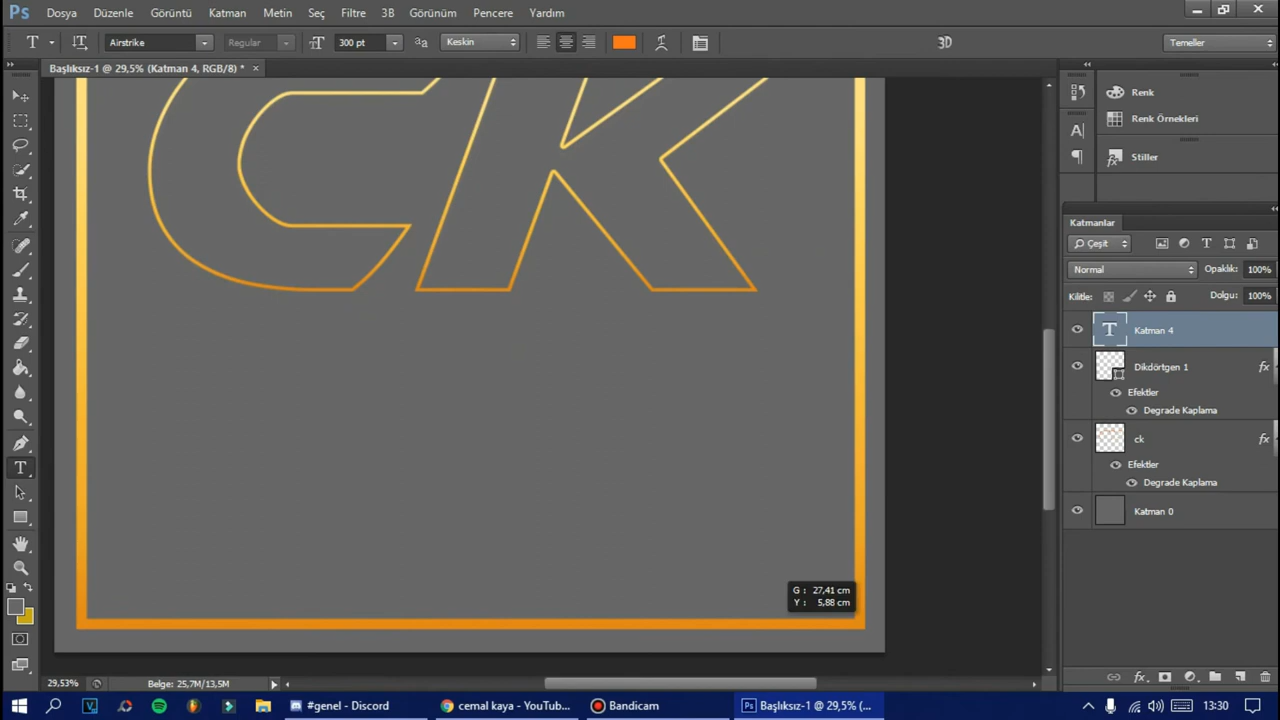 Ps Dosya Düzenle Görüntü Katman Metin Seç Filtre 3B Görünüm Pencere Yardım
T Airstrike Regular 300 pt aa Keskin 3D Temeller
Başlıksız-1 @ 29,5% (Katman 4, RGB/8) * ×
CK
Renk
Renk Örnekleri
Stiller
Katmanlar
Çeşit
Normal Opaklık: 100%
Kilitle: Dolgu: 100%
T Katman 4
Dikdörtgen 1 fx
Efektler
Degrade Kaplama
ck fx
Efektler
Degrade Kaplama
Katman 0
G : 27,41 cm
Y : 5,88 cm
29,53% Belge: 25,7M/13,5M
#genel - Discord cemal kaya - YouTub... Bandicam Başlıksız-1 @ 29,5% (... 13:30